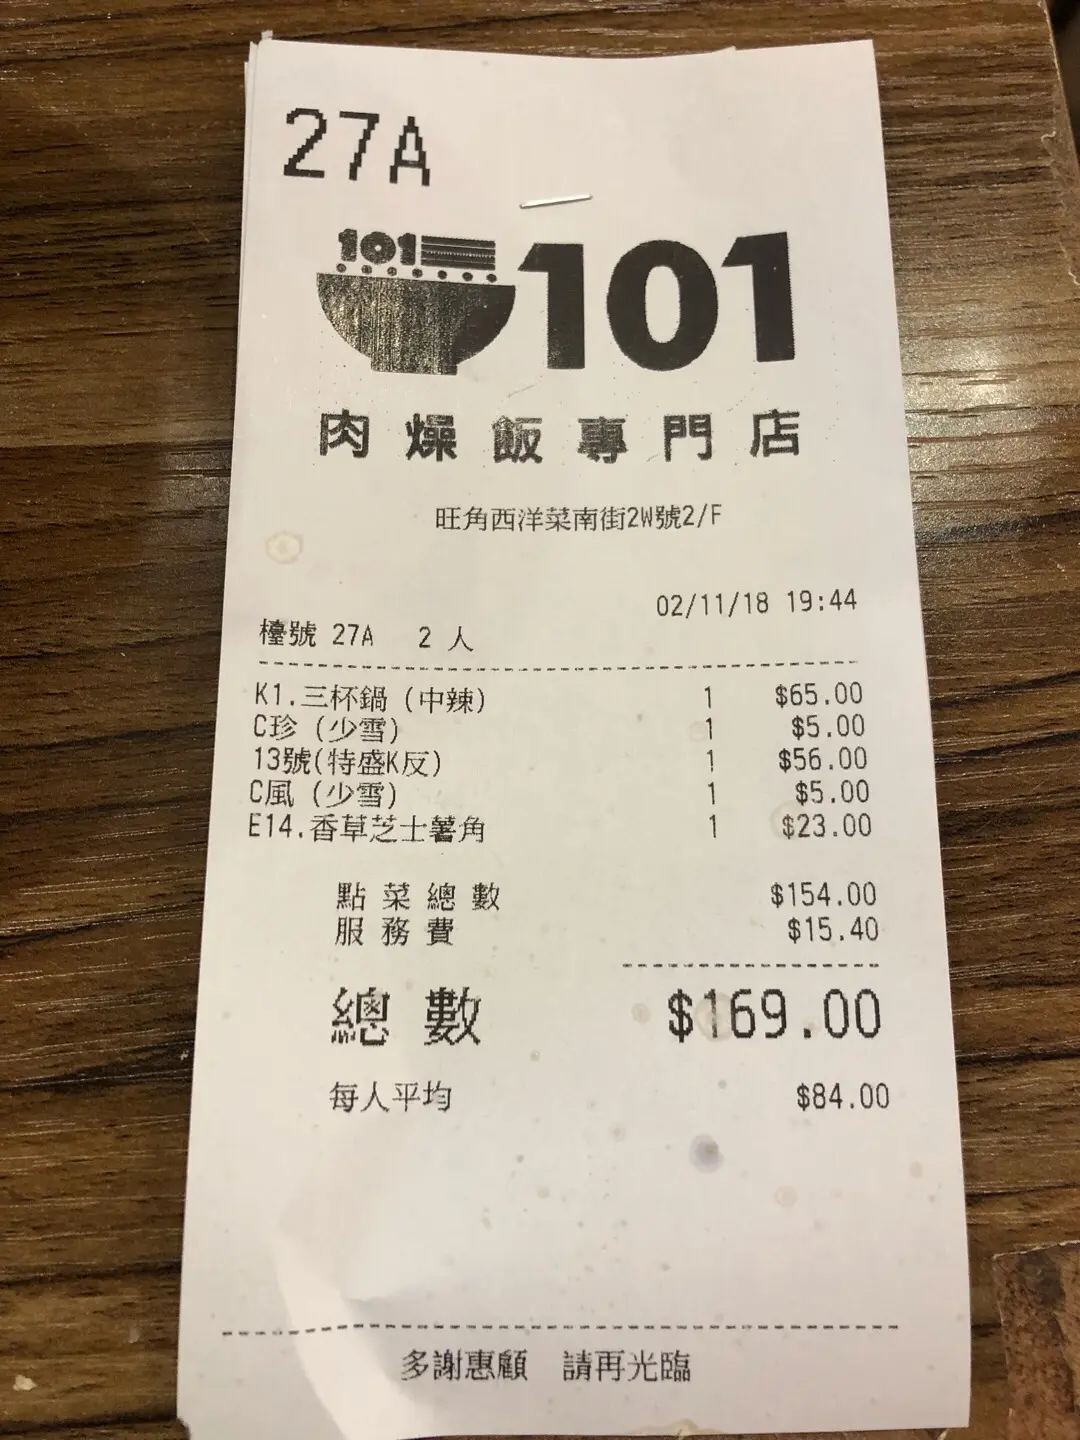 27A
101
101
肉燥飯專門店
旺角西洋菜南街2W號2/F
02/11/18 19:44
檯號 27A 2 人
K1.三杯鍋 (中辣) 1 $65.00
C珍 (少雪) 1 $5.00
13號(特盛K反) 1 $56.00
C風 (少雪) 1 $5.00
E14.香草芝士薯角 1 $23.00
點菜總數 $154.00
服務費 $15.40
總數 $169.00
每人平均 $84.00
多謝惠顧 請再光臨